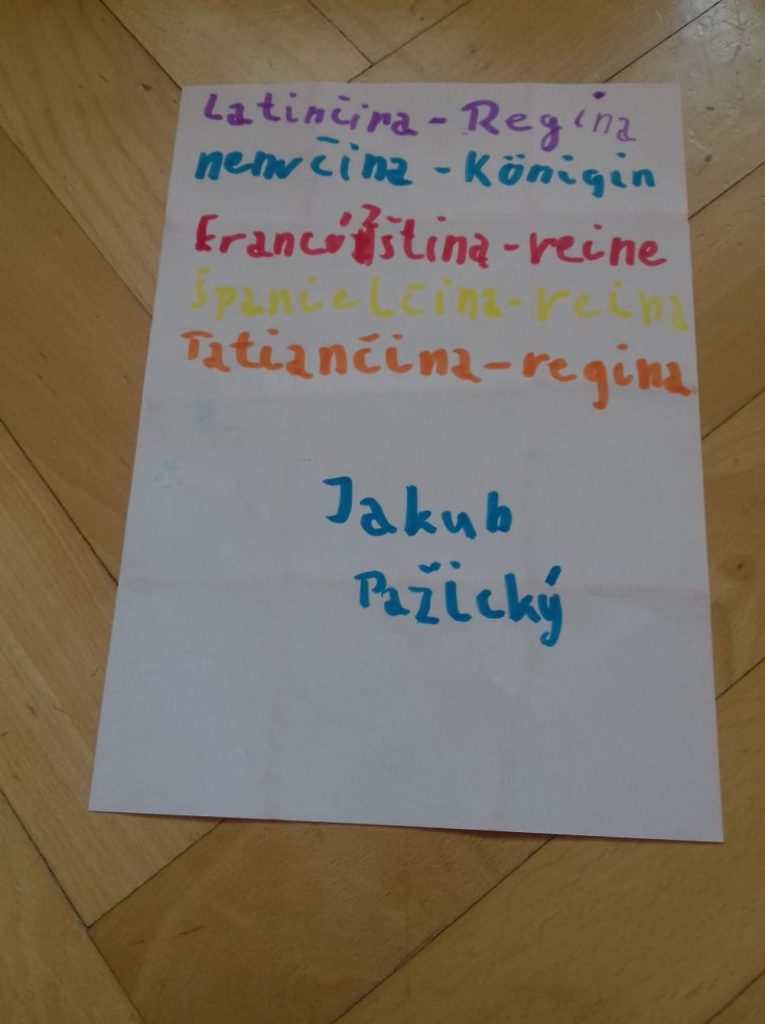 Latinčina - Regina
nemčina - Königin
Francúzština - reine
Španielčina - reina
Tatiančina - regina
Jakub
Pažický